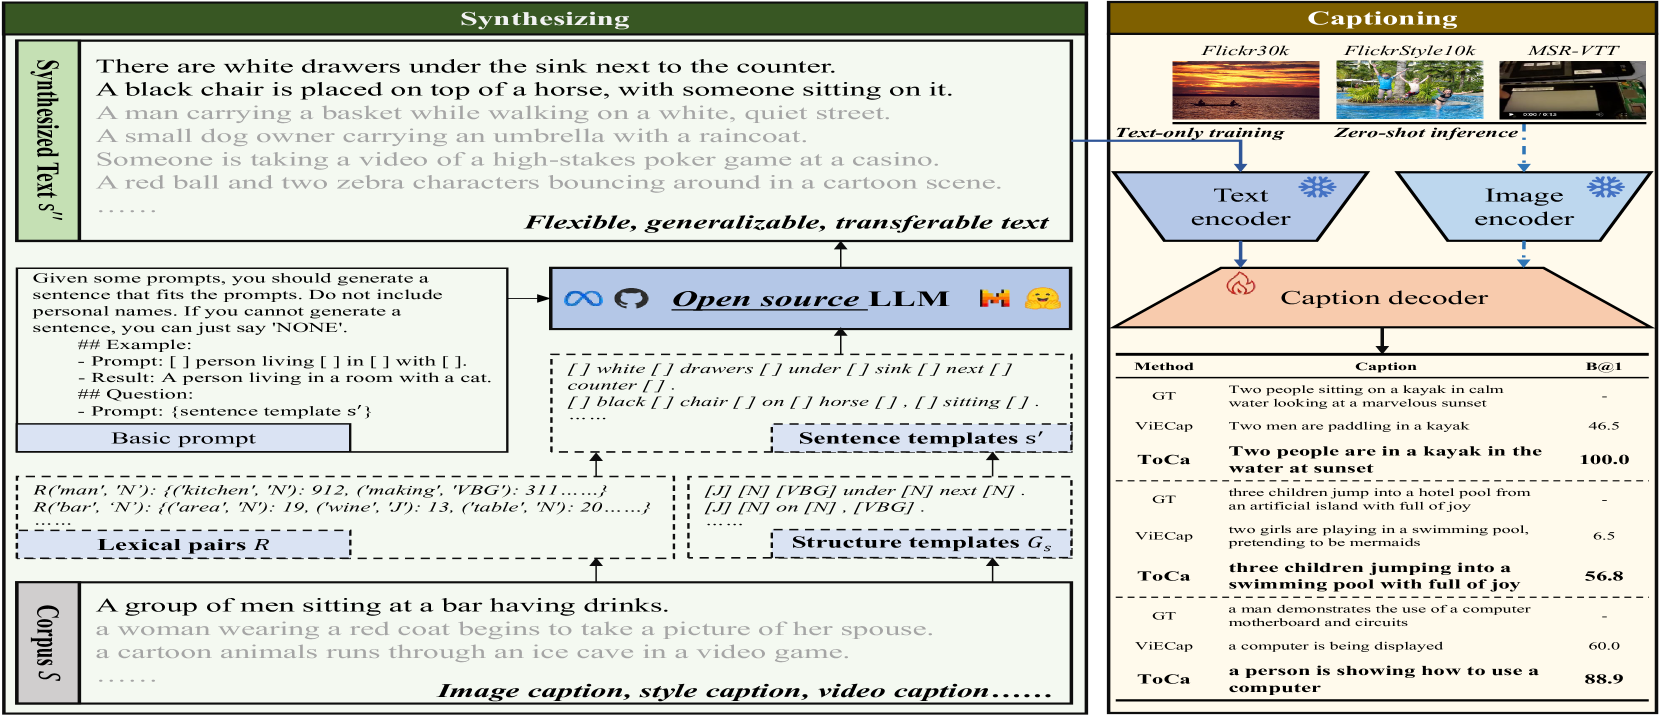 Synthesizing
Synthesized Text s''
There are white drawers under the sink next to the counter.
A black chair is placed on top of a horse, with someone sitting on it.
A man carrying a basket while walking on a white, quiet street.
A small dog owner carrying an umbrella with a raincoat.
Someone is taking a video of a high-stakes poker game at a casino.
A red ball and two zebra characters bouncing around in a cartoon scene.
……
Flexible, generalizable, transferable text
Given some prompts, you should generate a
sentence that fits the prompts. Do not include
personal names. If you cannot generate a
sentence, you can just say 'NONE'.
## Example:
- Prompt: [ ] person living [ ] in [ ] with [ ].
- Result: A person living in a room with a cat.
## Question:
- Prompt: {sentence template s′}
Basic prompt
Open source LLM
[ ] white [ ] drawers [ ] under [ ] sink [ ] next [ ]
counter [ ] .
[ ] black [ ] chair [ ] on [ ] horse [ ] , [ ] sitting [ ] .
……
Sentence templates s′
R('man', 'N'): {('kitchen', 'N'): 912, ('making', 'VBG'): 311……}
R('bar', 'N'): {('area', 'N'): 19, ('wine', 'J'): 13, ('table', 'N'): 20……}
……
Lexical pairs R
[J] [N] [VBG] under [N] next [N] .
[J] [N] on [N] , [VBG] .
……
Structure templates Gs
Corpus S
A group of men sitting at a bar having drinks.
a woman wearing a red coat begins to take a picture of her spouse.
a cartoon animals runs through an ice cave in a video game.
……
Image caption, style caption, video caption……
Captioning
Flickr30k FlickrStyle10k MSR-VTT
Text-only training Zero-shot inference
Text
encoder
Image
encoder
Caption decoder
Method Caption B@1
GT Two people sitting on a kayak in calm
water looking at a marvelous sunset -
ViECap Two men are paddling in a kayak 46.5
ToCa Two people are in a kayak in the
water at sunset 100.0
GT three children jump into a hotel pool from
an artificial island with full of joy -
ViECap two girls are playing in a swimming pool,
pretending to be mermaids 6.5
ToCa three children jumping into a
swimming pool with full of joy 56.8
GT a man demonstrates the use of a computer
motherboard and circuits -
ViECap a computer is being displayed 60.0
ToCa a person is showing how to use a
computer 88.9